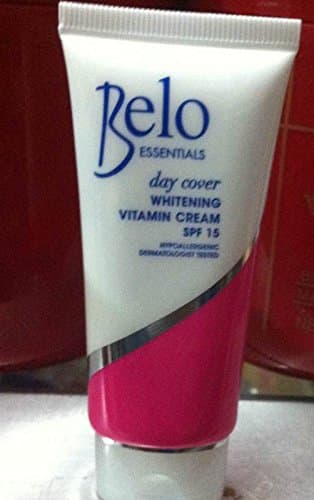 Belo
ESSENTIALS
day cover
WHITENING
VITAMIN CREAM
SPF 15
HYPOALLERGENIC
DERMATOLOGIST TESTED